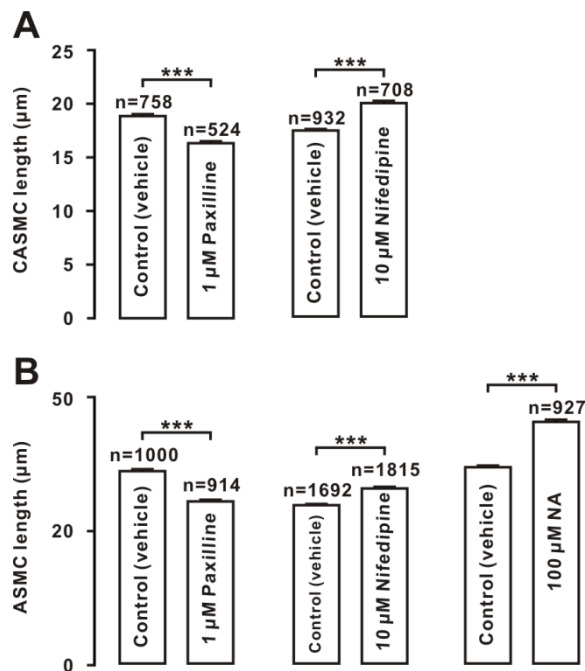 A
CASMC length (µm)
25
20
15
10
5
0
***
n=758
n=524
Control (vehicle)
1 µM Paxilline
***
n=932
n=708
Control (vehicle)
10 µM Nifedipine
B
ASMC length (µm)
50
20
0
***
n=1000
n=914
Control (vehicle)
1 µM Paxilline
***
n=1692
n=1815
Control (vehicle)
10 µM Nifedipine
***
n=927
Control (vehicle)
100 µM NA